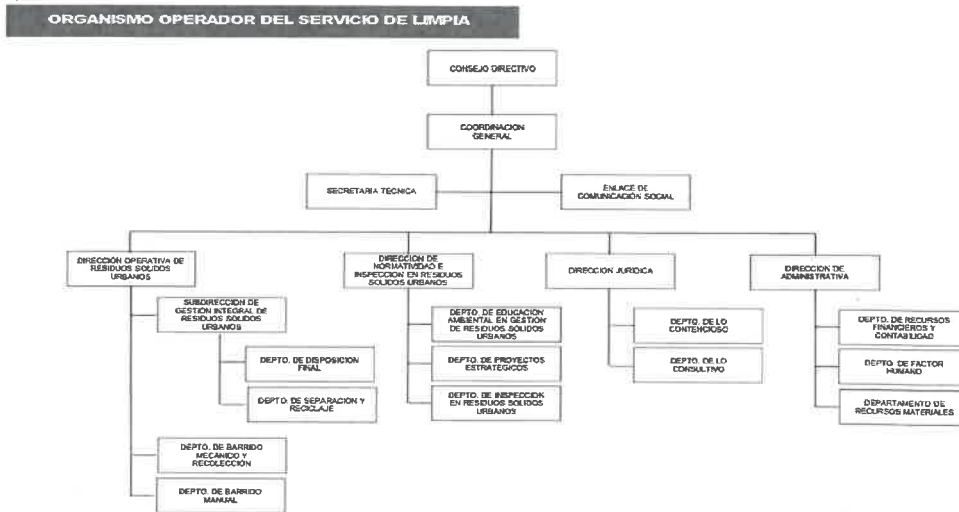 ORGANISMO OPERADOR DEL SERVICIO DE LIMPIA
CONSEJO DIRECTIVO
COORDINACION
GENERAL
SECRETARIA TECNICA
ENLACE DE
COMUNICACIÓN SOCIAL
DIRECCIÓN OPERATIVA DE
RESIDUOS SOLIDOS
URBANOS
SUBDIRECCION DE
GESTIÓN INTEGRAL DE
RESIDUOS SOLIDOS
URBANOS
DEPTO. DE DISPOSICION
FINAL
DEPTO. DE SEPARACION Y
RECICLAJE
DEPTO. DE BARRIDO
MECANICO Y
RECOLECCIÓN
DEPTO. DE BARRIDO
MANUAL
DIRECCION DE
NORMATIVIDAD E
INSPECCION EN RESIDUOS
SOLIDOS URBANOS
DEPTO. DE EDUCACION
AMBIENTAL EN GESTION
DE RESIDUOS SOLIDOS
URBANOS
DEPTO. DE PROYECTOS
ESTRATEGICOS
DEPTO. DE INSPECCION
EN RESIDUOS SOLIDOS
URBANOS
DIRECCION JURÍDICA
DEPTO. DE LO
CONTENCIOSO
DEPTO. DE LO
CONSULTIVO
DIRECCION DE
ADMINISTRATIVA
DEPTO. DE RECURSOS
FINANCIEROS Y
CONTABILIDAD
DEPTO. DE FACTOR
HUMANO
DEPARTAMENTO DE
RECURSOS MATERIALES